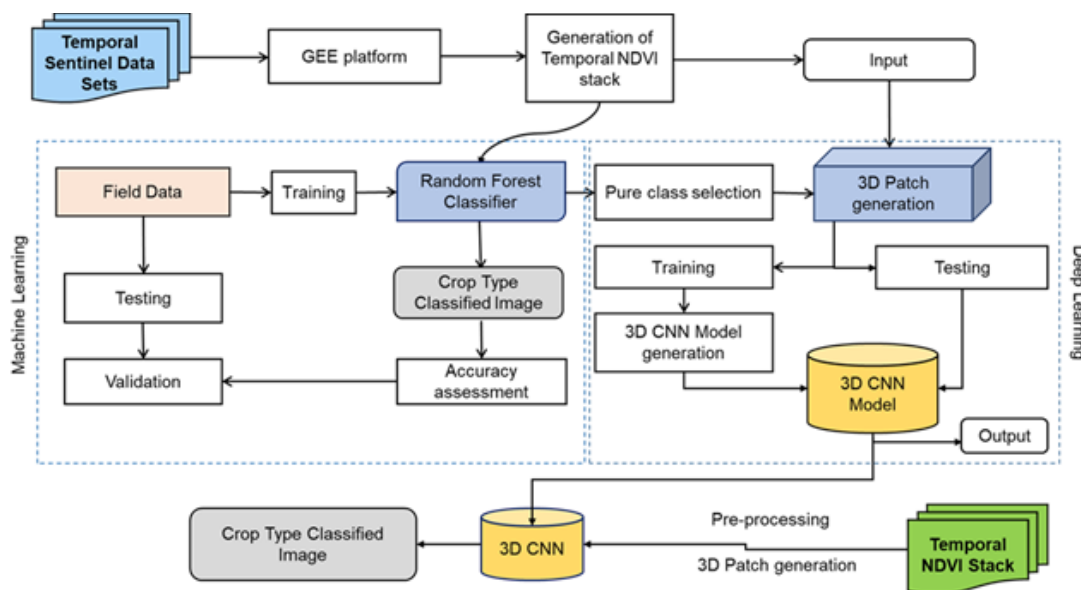 Temporal
Sentinel Data
Sets
GEE platform
Generation of
Temporal NDVI
stack
Input
Machine Learning
Field Data
Training
Random Forest
Classifier
Testing
Crop Type
Classified Image
Validation
Accuracy
assessment
Pure class selection
3D Patch
generation
Training
Testing
3D CNN Model
generation
3D CNN
Model
Output
Deep Learning
Crop Type Classified
Image
3D CNN
Pre-processing
3D Patch generation
Temporal
NDVI Stack